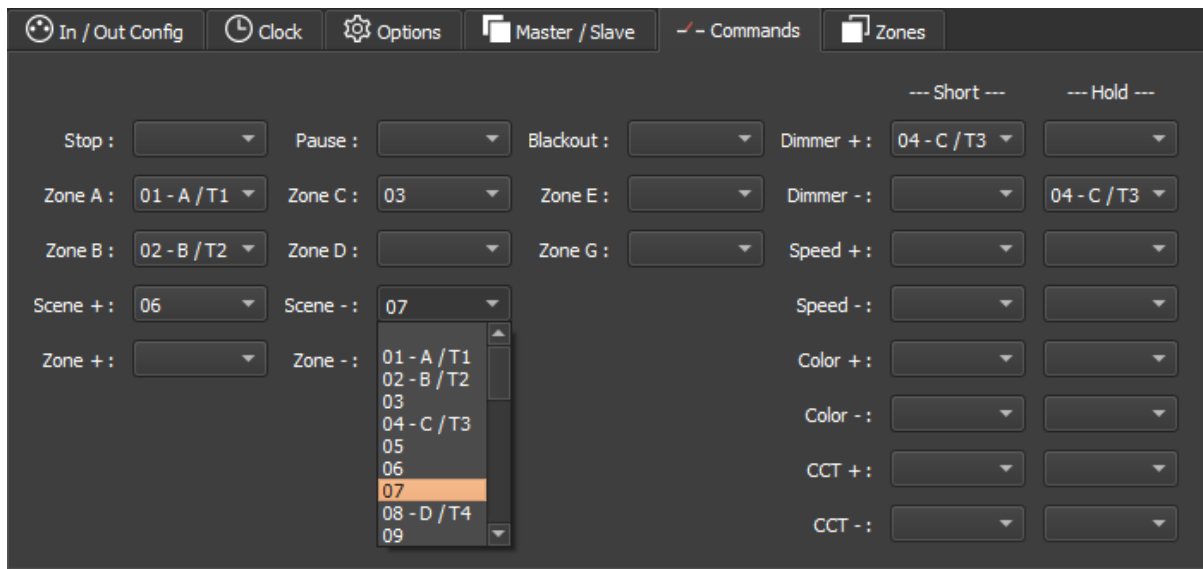 In / Out Config Clock Options Master / Slave Commands Zones
--- Short --- --- Hold ---
Stop : Pause : Blackout : Dimmer + : 04 - C / T3
Zone A : 01 - A / T1 Zone C : 03 Zone E : Dimmer - : 04 - C / T3
Zone B : 02 - B / T2 Zone D : Zone G : Speed + :
Scene + : 06 Scene - : 07 Speed - :
Zone + : Zone - : Color + :
01 - A / T1
02 - B / T2
03
04 - C / T3
05
06
07
08 - D / T4
09
Color - :
CCT + :
CCT - :